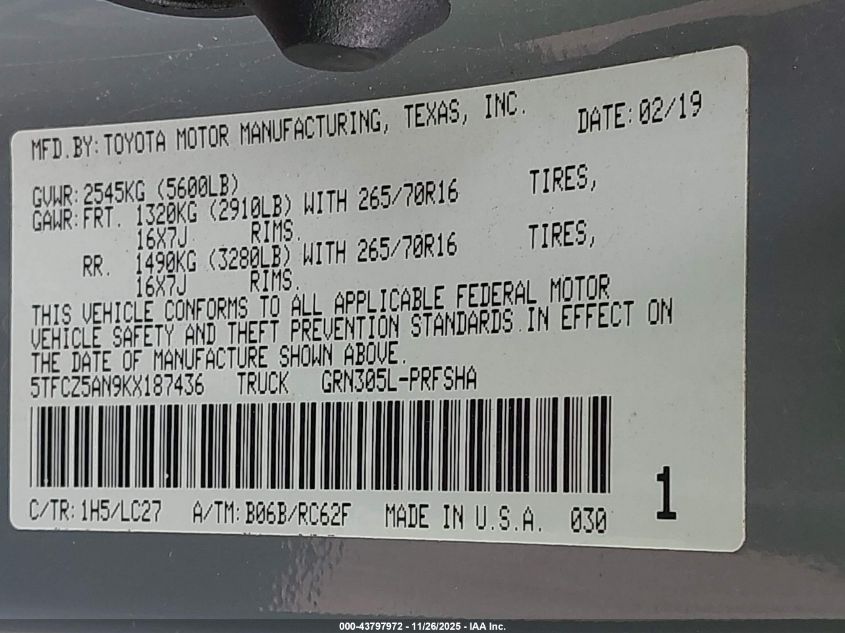 MFD.BY: TOYOTA MOTOR MANUFACTURING, TEXAS, INC. DATE: 02/19
GVWR: 2545KG (5600LB)
GAWR: FRT. 1320KG (2910LB) WITH 265/70R16 TIRES,
16X7J RIMS.
RR. 1490KG (3280LB) WITH 265/70R16 TIRES,
16X7J RIMS.
THIS VEHICLE CONFORMS TO ALL APPLICABLE FEDERAL MOTOR
VEHICLE SAFETY AND THEFT PREVENTION STANDARDS IN EFFECT ON
THE DATE OF MANUFACTURE SHOWN ABOVE.
5TFCZ5AN9KX187436 TRUCK GRN305L-PRFSHA
C/TR: 1H5/LC27 A/TM: B06B/RC62F MADE IN U.S.A. 030
1
000-43797972 - 11/26/2025 - IAA Inc.